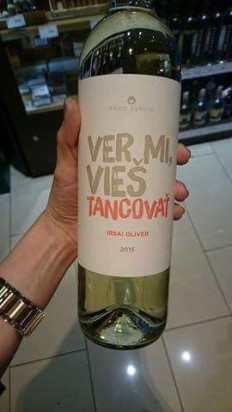 VER MI,
VIEŠ
TANCOVAŤ
IRSAI OLIVER
2015